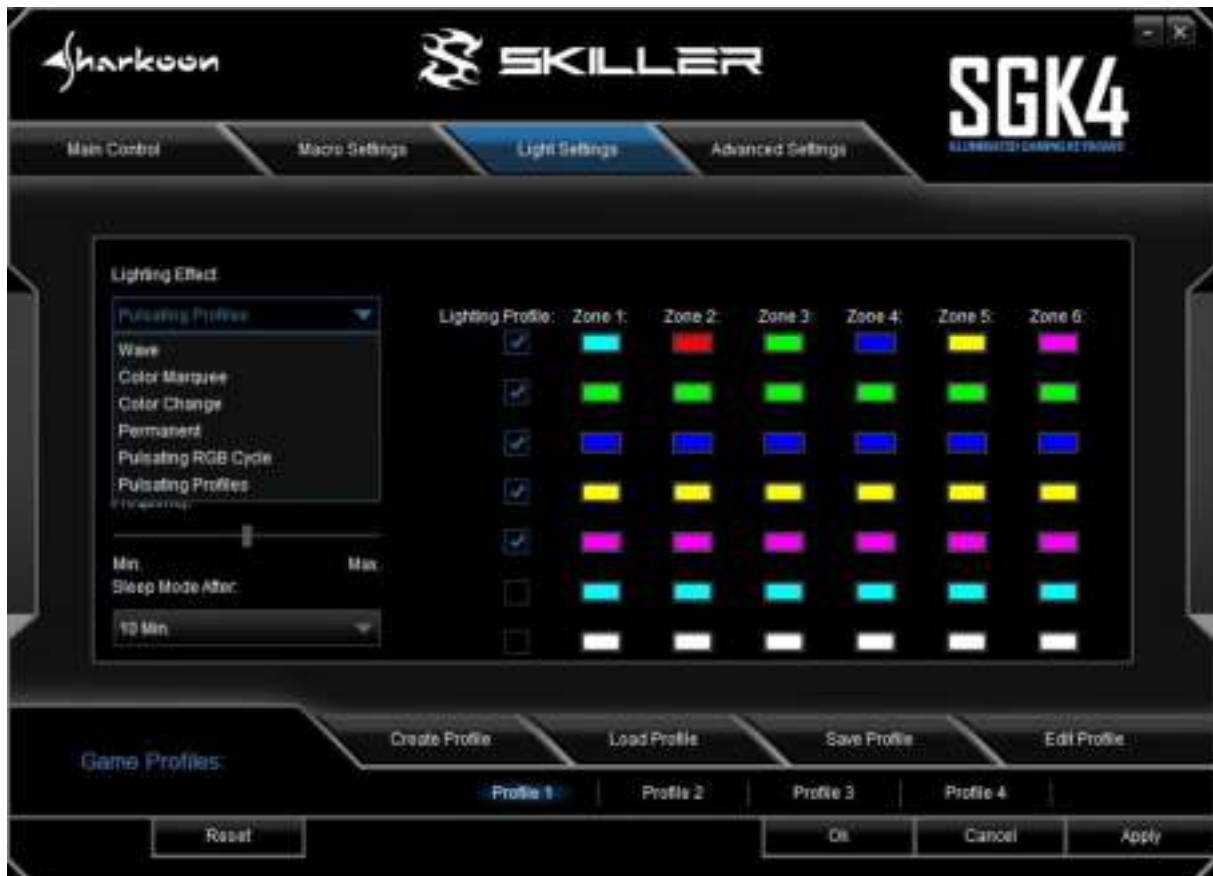 Sharkoon
SKILLER
SGK4
ILLUMINATED GAMING KEYBOARD
Main Control Macro Settings Light Settings Advanced Settings
Lighting Effect
Pulsating Profiles
Lighting Profile: Zone 1: Zone 2: Zone 3: Zone 4: Zone 5: Zone 6:
Wave
Color Marquee
Color Change
Permanent
Pulsating RGB Cycle
Pulsating Profiles
Min. Max.
Sleep Mode After:
10 Min.
Create Profile Load Profile Save Profile Edit Profile
Game Profiles:
Profile 1 Profile 2 Profile 3 Profile 4
Reset Ok Cancel Apply